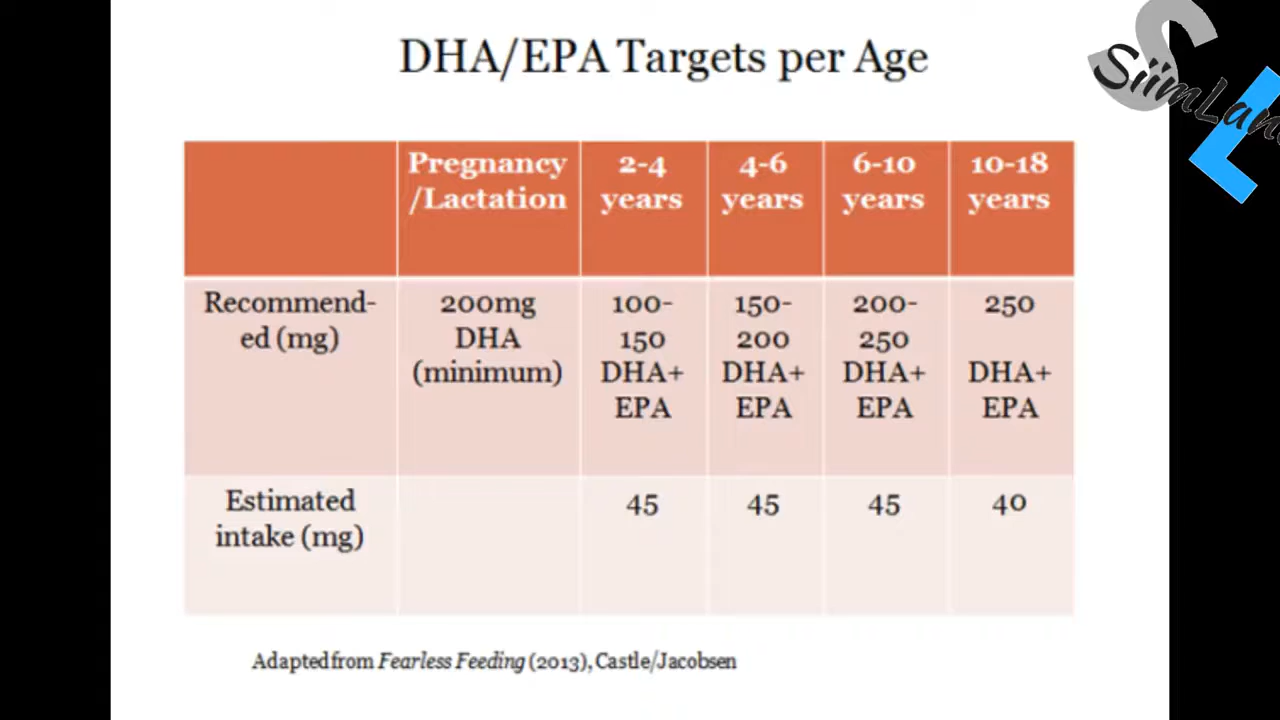 DHA/EPA Targets per Age
SiimLand
Pregnancy
/Lactation
2-4
years
4-6
years
6-10
years
10-18
years
Recommend-
ed (mg)
200mg
DHA
(minimum)
100-
150
DHA+
EPA
150-
200
DHA+
EPA
200-
250
DHA+
EPA
250
DHA+
EPA
Estimated
intake (mg)
45
45
45
40
Adapted from Fearless Feeding (2013), Castle/Jacobsen